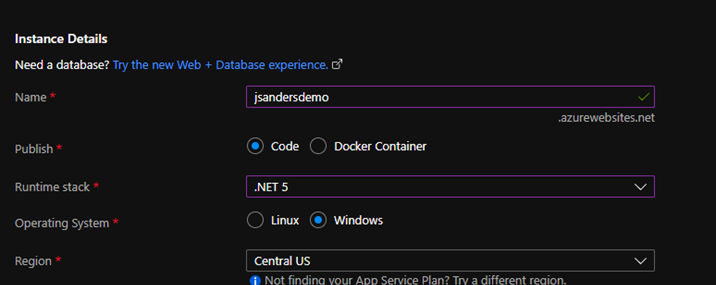 Instance Details
Need a database? Try the new Web + Database experience.
Name *
jsandersdemo
.azurewebsites.net
Publish *
Code
Docker Container
Runtime stack *
.NET 5
Operating System *
Linux
Windows
Region *
Central US
Not finding your App Service Plan? Try a different region.